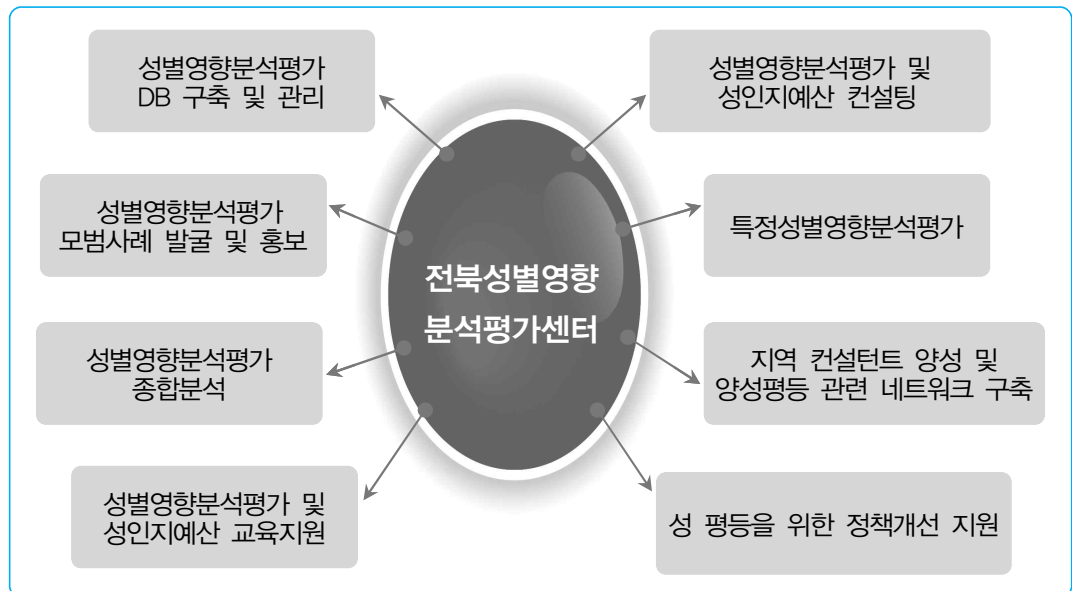 성별영향분석평가
DB 구축 및 관리
성별영향분석평가 및
성인지예산 컨설팅
성별영향분석평가
모범사례 발굴 및 홍보
특정성별영향분석평가
전북성별영향
분석평가센터
성별영향분석평가
종합분석
지역 컨설턴트 양성 및
양성평등 관련 네트워크 구축
성별영향분석평가 및
성인지예산 교육지원
성 평등을 위한 정책개선 지원